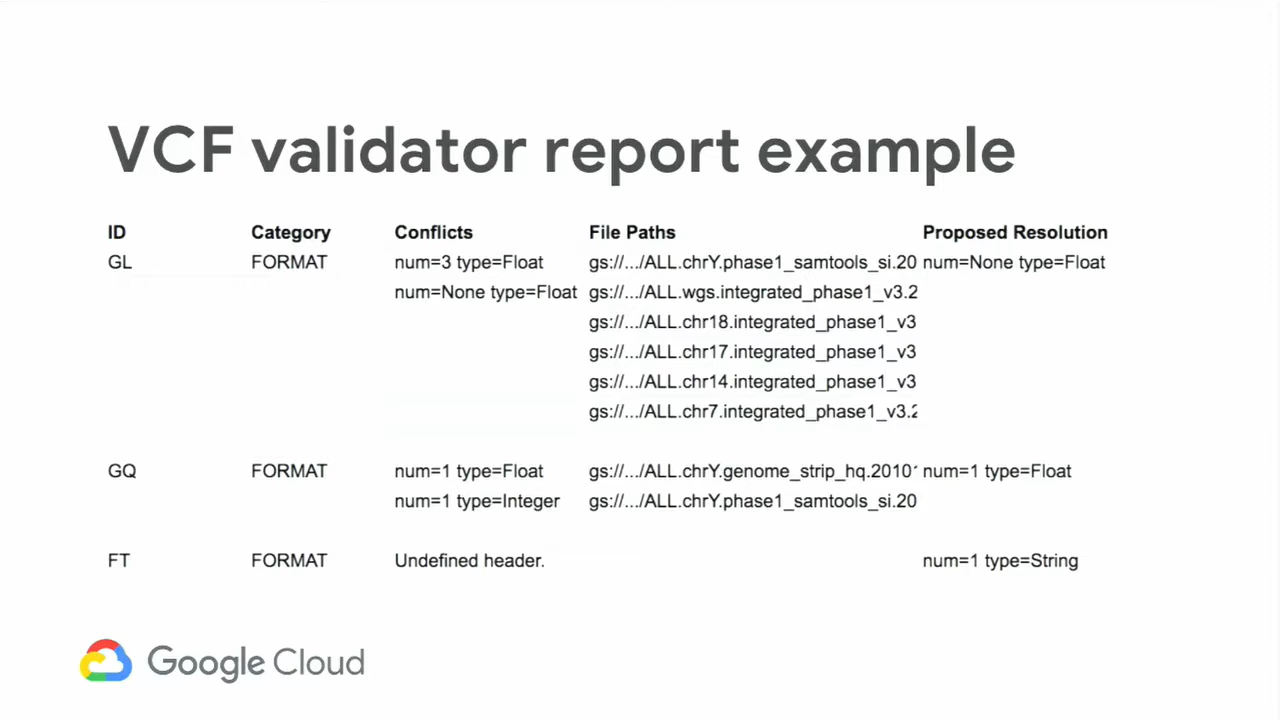 VCF validator report example
ID Category Conflicts File Paths Proposed Resolution
GL FORMAT num=3 type=Float gs://.../ALL.chrY.phase1_samtools_si.20 num=None type=Float
num=None type=Float gs://.../ALL.wgs.integrated_phase1_v3.2
gs://.../ALL.chr18.integrated_phase1_v3
gs://.../ALL.chr17.integrated_phase1_v3
gs://.../ALL.chr14.integrated_phase1_v3
gs://.../ALL.chr7.integrated_phase1_v3.2
GQ FORMAT num=1 type=Float gs://.../ALL.chrY.genome_strip_hq.2010 num=1 type=Float
num=1 type=Integer gs://.../ALL.chrY.phase1_samtools_si.20
FT FORMAT Undefined header. num=1 type=String
Google Cloud